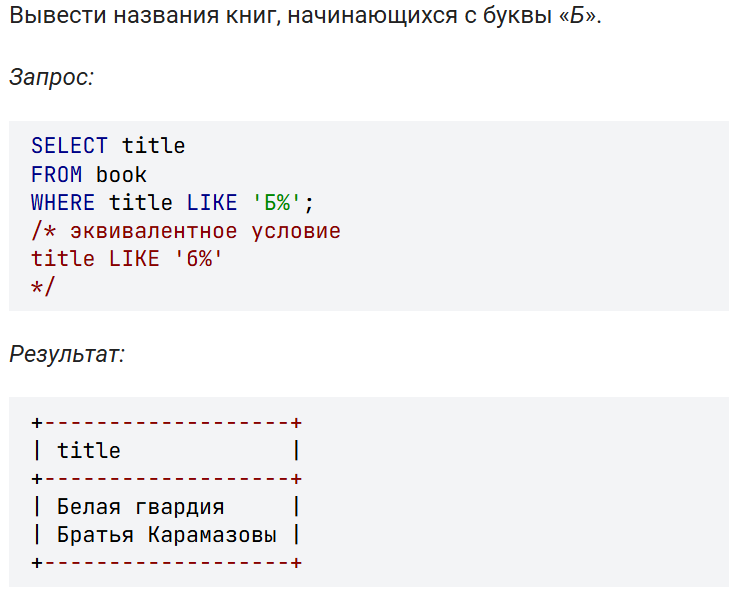 Вывести названия книг, начинающихся с буквы «Б».
Запрос:
SELECT title
FROM book
WHERE title LIKE 'Б%';
/* эквивалентное условие
title LIKE 'б%'
*/
Результат:
+-------------------+
| title             |
+-------------------+
| Белая гвардия     |
| Братья Карамазовы |
+-------------------+